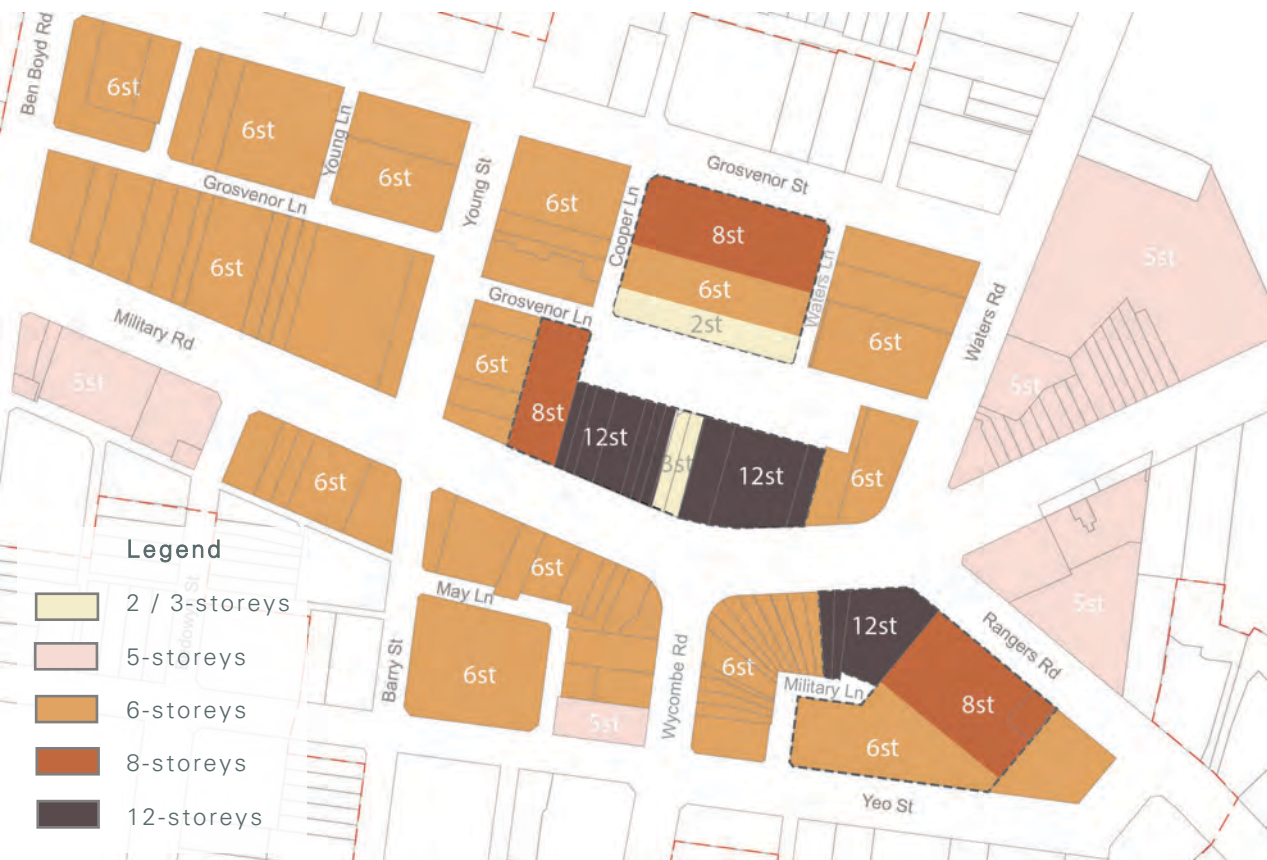 Ben Boyd Rd
6st
6st
Young Ln
6st
Grosvenor Ln
6st
Young St
6st
Cooper Ln
Grosvenor St
8st
6st
2st
Waters Ln
6st
Waters Rd
5st
5st
Grosvenor Ln
6st
8st
12st
3st
12st
6st
Military Rd
5st
6st
6st
May Ln
6st
Barry St
5st
Wycombe Rd
6st
12st
Military Ln
8st
6st
Rangers Rd
5st
Yeo St
Legend
2 / 3-storeys
5-storeys
6-storeys
8-storeys
12-storeys